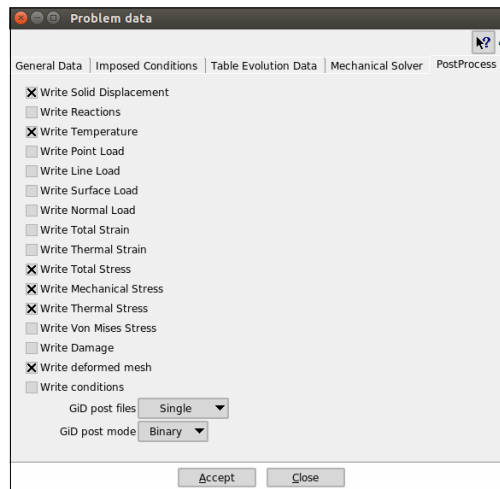 Problem data
?
General Data Imposed Conditions Table Evolution Data Mechanical Solver PostProcess
Write Solid Displacement
Write Reactions
Write Temperature
Write Point Load
Write Line Load
Write Surface Load
Write Normal Load
Write Total Strain
Write Thermal Strain
Write Total Stress
Write Mechanical Stress
Write Thermal Stress
Write Von Mises Stress
Write Damage
Write deformed mesh
Write conditions
GiD post files Single
GiD post mode Binary
Accept Close